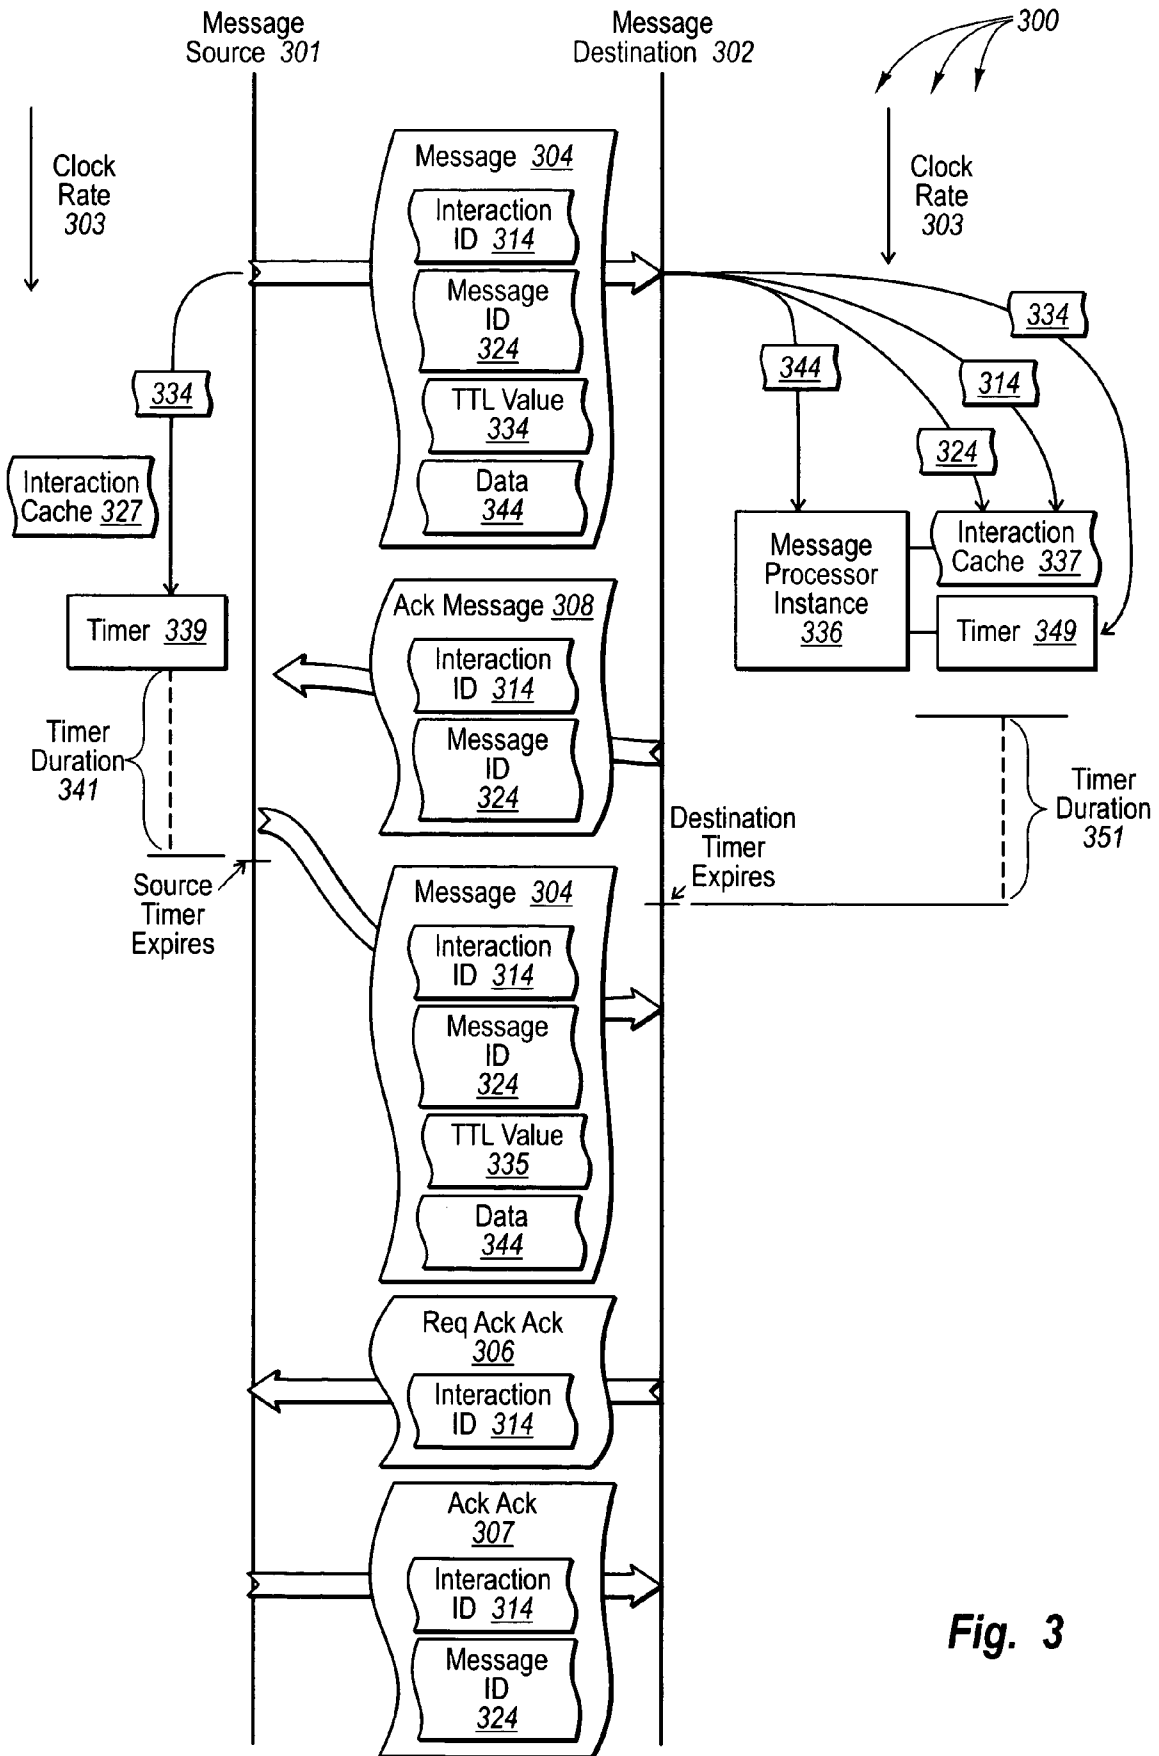 Message
Source 301
Message
Destination 302
300
Clock
Rate
303
Clock
Rate
303
Message 304
Interaction
ID 314
Message
ID
324
TTL Value
334
Data
344
334
Interaction
Cache 327
Timer 339
Timer
Duration
341
Source
Timer
Expires
334
344
314
324
Message
Processor
Instance
336
Interaction
Cache 337
Timer 349
Timer
Duration
351
Destination
Timer
Expires
Ack Message 308
Interaction
ID 314
Message
ID
324
Message 304
Interaction
ID 314
Message
ID
324
TTL Value
335
Data
344
Req Ack Ack
306
Interaction
ID 314
Ack Ack
307
Interaction
ID 314
Message
ID
324
Fig. 3